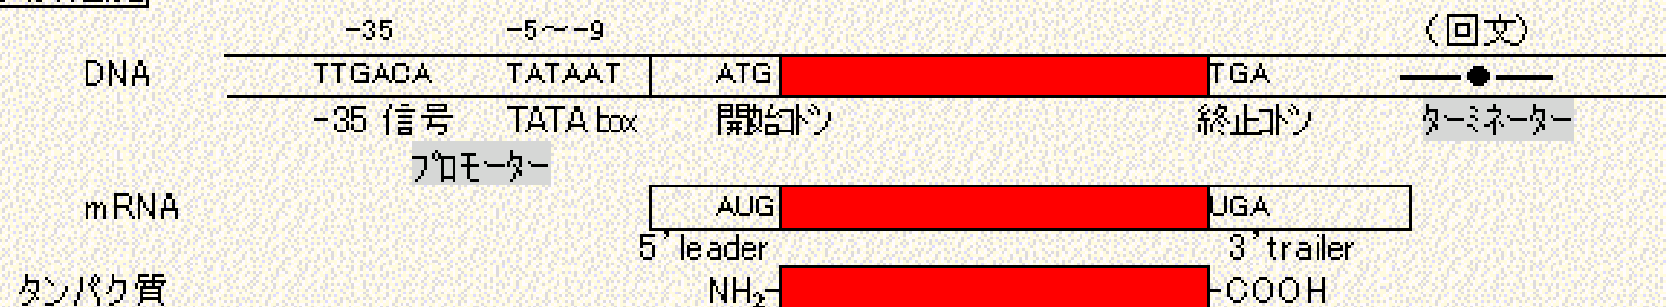 -35 -5~-9 (回文)
DNA TTGACA TATAAT ATG TGA
-35 信号 TATA box 開始コドン 終止コドン ターミネーター
プロモーター
mRNA AUG UGA
5'leader 3'trailer
タンパク質 NH2- -COOH